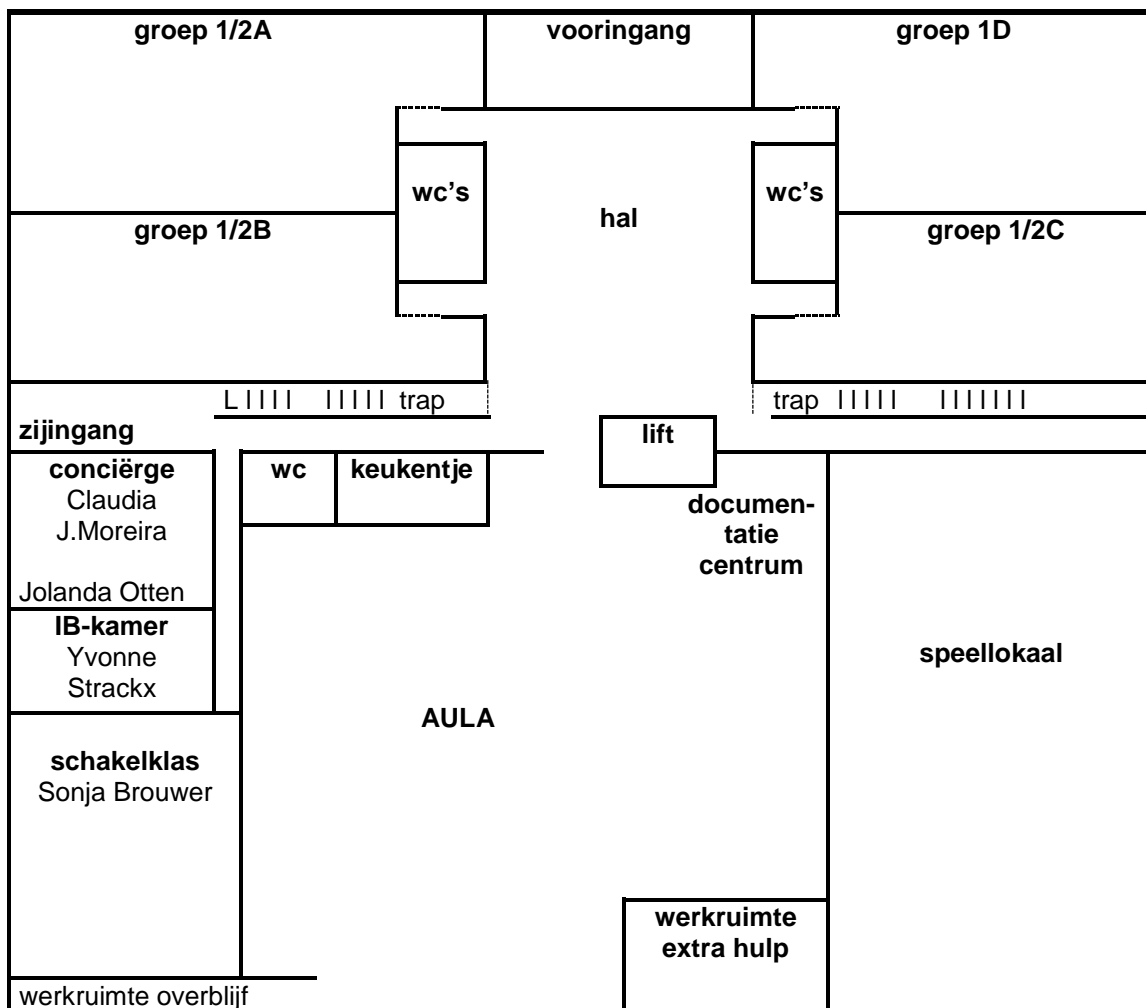 groep 1/2A
vooringang
groep 1D
wc's
wc's
hal
groep 1/2B
groep 1/2C
L I I I I I I I I I trap
trap I I I I I I I I I I I I
zijingang
lift
conciërge
Claudia
J.Moreira
Jolanda Otten
wc
keukentje
documen-
tatie
centrum
IB-kamer
Yvonne
Strackx
speellokaal
AULA
schakelklas
Sonja Brouwer
werkruimte
extra hulp
werkruimte overblijf